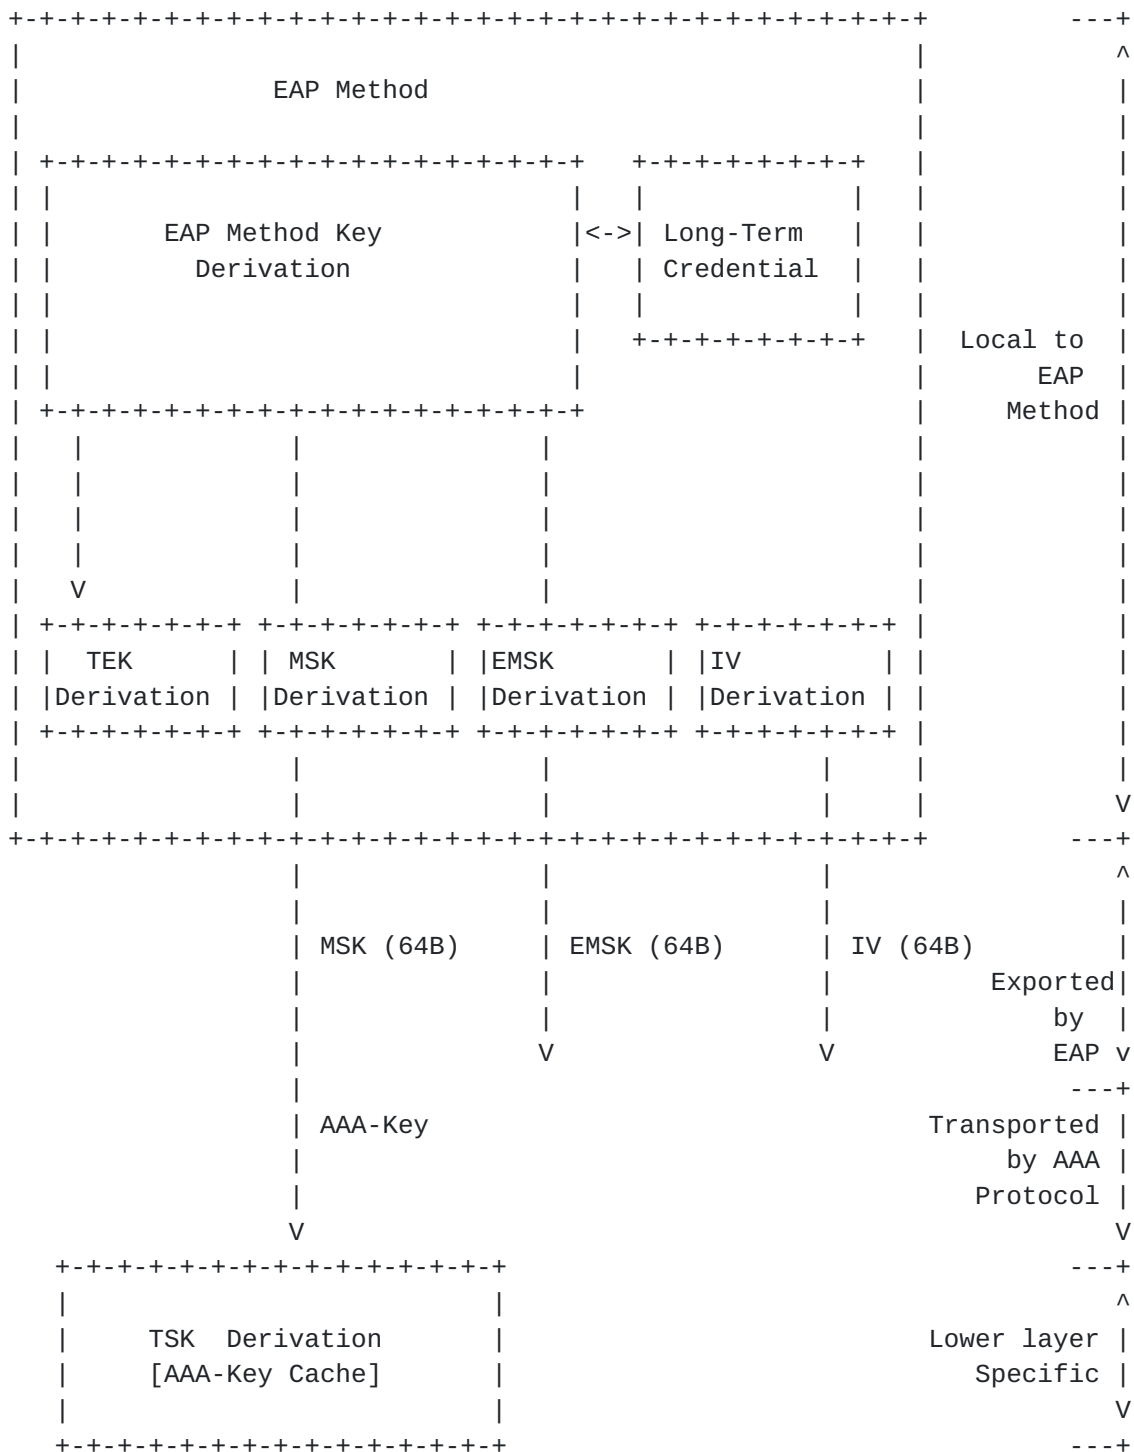 EAP Method
EAP Method Key |<->| Long-Term
Derivation | | Credential
Local to
EAP
Method
TEK | | MSK | |EMSK | |IV
|Derivation | |Derivation | |Derivation | |Derivation |
MSK (64B) | EMSK (64B) | IV (64B)
Exported
by
EAP
AAA-Key Transported
by AAA
Protocol
TSK  Derivation Lower layer
[AAA-Key Cache] Specific